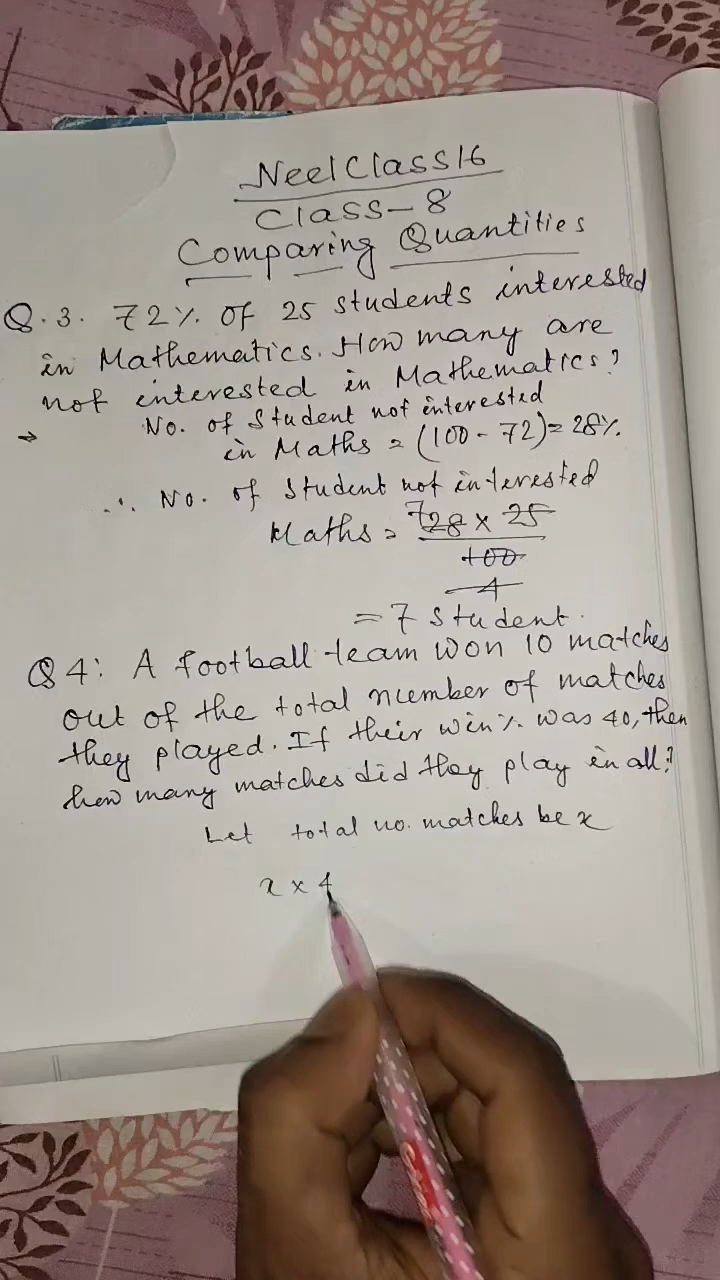 NeelClass16
Class-8
Comparing Quantities
Q.3. 72%. of 25 students interested
in Mathematics. How many are
not interested in Mathematics?
→ No. of Student not interested
in Maths = (100 - 72) = 28%.
∴ No. of Student not interested
Maths = 7 28 × 25
100
4
= 7 Student.
Q4: A football team won 10 matches
out of the total number of matches
they played. If their win% was 40, then
how many matches did they play in all?
Let total no. matches be x
x × 4